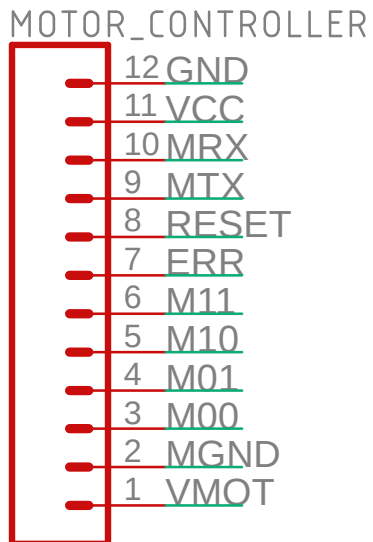 MOTOR_CONTROLLER
12 GND
11 VCC
10 MRX
9 MTX
8 RESET
7 ERR
6 M11
5 M10
4 M01
3 M00
2 MGND
1 VMOT